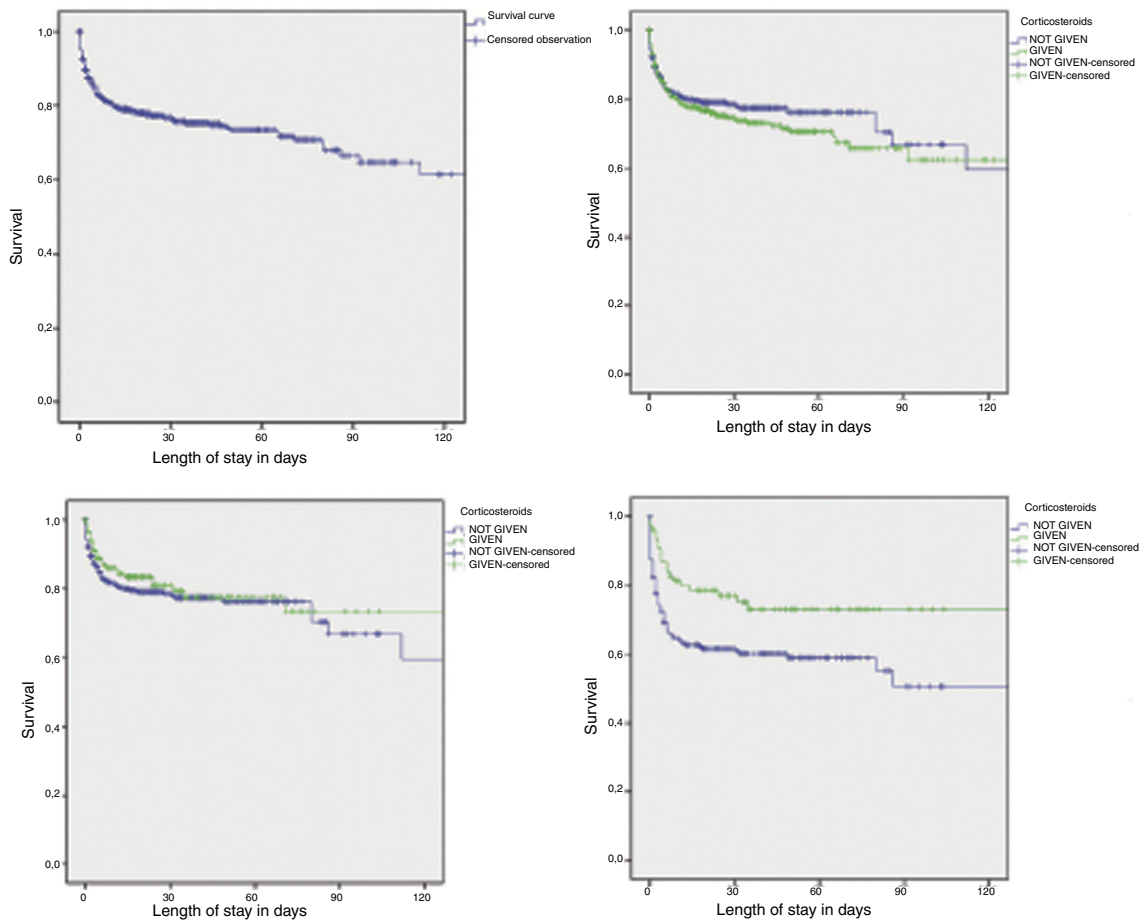 Survival curve
Censored observation
1,0
0,8
0,6
0,4
0,2
0,0
Survival
0 30 60 90 120
Length of stay in days
Corticosteroids
NOT GIVEN
GIVEN
NOT GIVEN-censored
GIVEN-censored
1,0
0,8
0,6
0,4
0,2
0,0
Survival
0 30 60 90 120
Length of stay in days
Corticosteroids
NOT GIVEN
GIVEN
NOT GIVEN-censored
GIVEN-censored
1,0
0,8
0,6
0,4
0,2
0,0
Survival
0 30 60 90 120
Length of stay in days
Corticosteroids
NOT GIVEN
GIVEN
NOT GIVEN-censored
GIVEN-censored
1,0
0,8
0,6
0,4
0,2
0,0
Survival
0 30 60 90 120
Length of stay in days